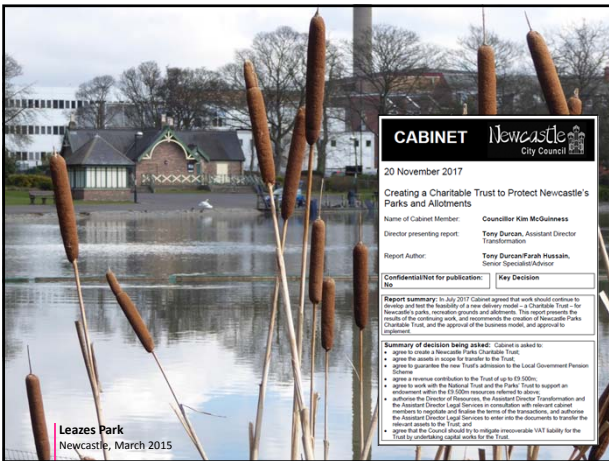 CABINET
Newcastle
City Council
20 November 2017
Creating a Charitable Trust to Protect Newcastle's
Parks and Allotments
Name of Cabinet Member: Councillor Kim McGuinness
Director presenting report: Tony Durcan, Assistant Director
Transformation
Report Author: Tony Durcan/Farah Hussain,
Senior Specialist/Advisor
Confidential/Not for publication: Key Decision
No
Report summary: In July 2017 Cabinet agreed that work should continue to
develop and test the feasibility of a new delivery model – a Charitable Trust – for
Newcastle's parks, recreation grounds and allotments. This report presents the
results of the continuing work, and recommends the creation of Newcastle Parks
Charitable Trust, and the approval of the business model, and approval to
implement.
Summary of decision being asked: Cabinet is asked to:
• agree to create a Newcastle Parks Charitable Trust;
• agree the assets in scope for transfer to the Trust;
• agree to guarantee the new Trust's admission to the Local Government Pension
Scheme
• agree a revenue contribution to the Trust of up to £9.500m;
• agree to work with the National Trust and the Parks' Trust to support an
endowment within the £9.500m resources referred to above;
• authorise the Director of Resources, the Assistant Director Transformation and
the Assistant Director Legal Services in consultation with relevant cabinet
members to negotiate and finalise the terms of the transactions, and authorise
the Assistant Director Legal Services to enter into the documents to transfer the
relevant assets to the Trust; and
• agree that the Council should try to mitigate irrecoverable VAT liability for the
Trust by undertaking capital works for the Trust.
Leazes Park
Newcastle, March 2015